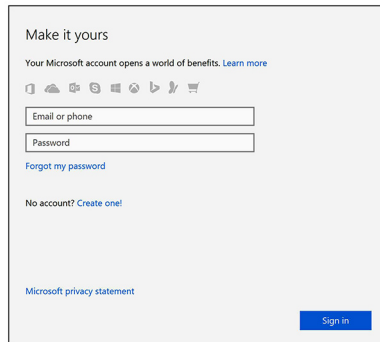 Make it yours
Your Microsoft account opens a world of benefits. Learn more
Email or phone
Password
Forgot my password
No account? Create one!
Microsoft privacy statement
Sign in